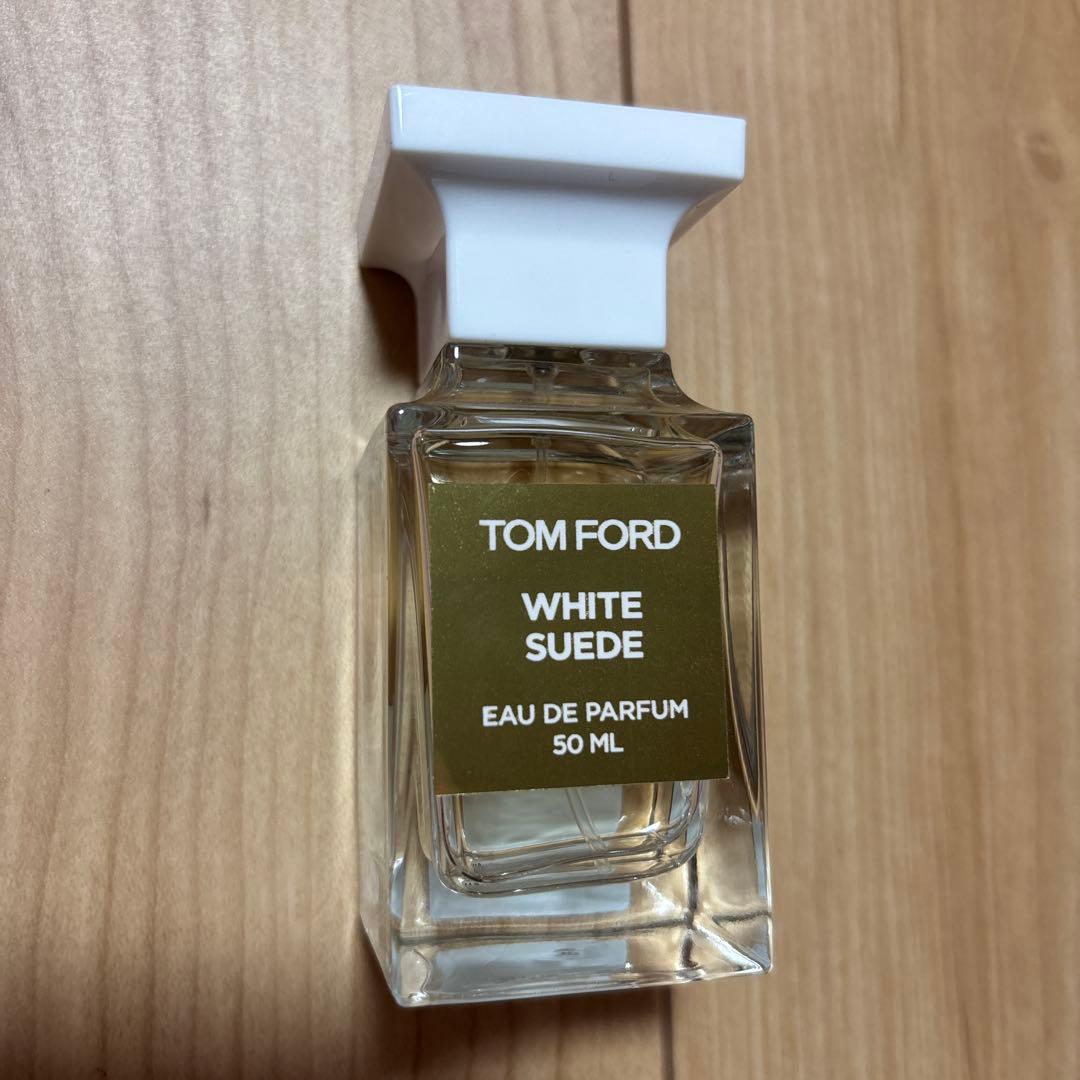 TOM FORD
WHITE
SUEDE
EAU DE PARFUM
50 ML